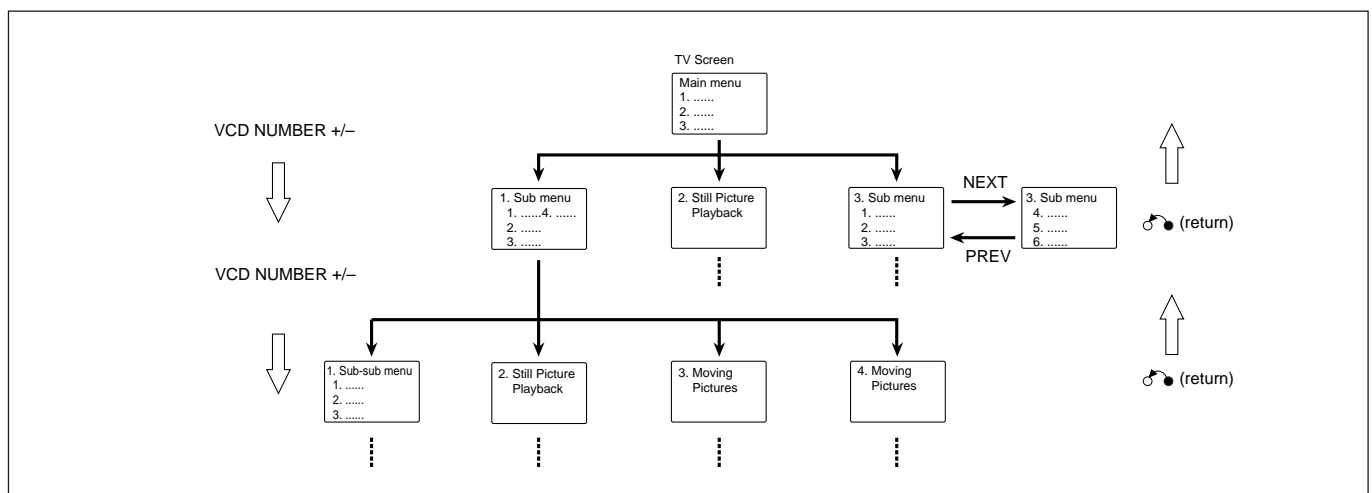 TV Screen
Main menu
1. ......
2. ......
3. ......
VCD NUMBER +/–
1. Sub menu
1. ......4. ......
2. ......
3. ......
2. Still Picture
Playback
3. Sub menu
1. ......
2. ......
3. ......
NEXT
PREV
3. Sub menu
4. ......
5. ......
6. ......
(return)
VCD NUMBER +/–
1. Sub-sub menu
1. ......
2. ......
3. ......
2. Still Picture
Playback
3. Moving
Pictures
4. Moving
Pictures
(return)